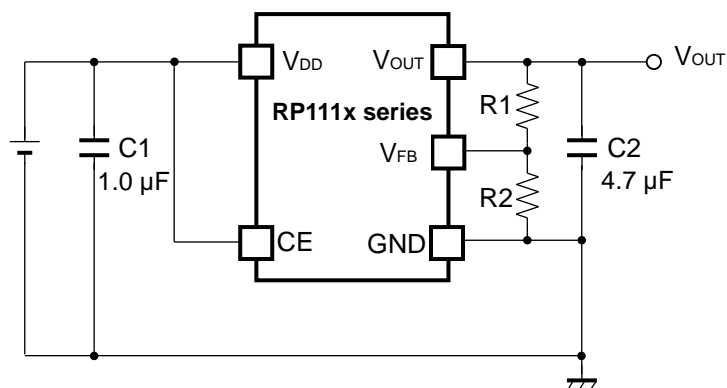 VDD
VOUT
VOUT
RP111x series
R1
C1
1.0 µF
VFB
C2
4.7 µF
R2
CE
GND